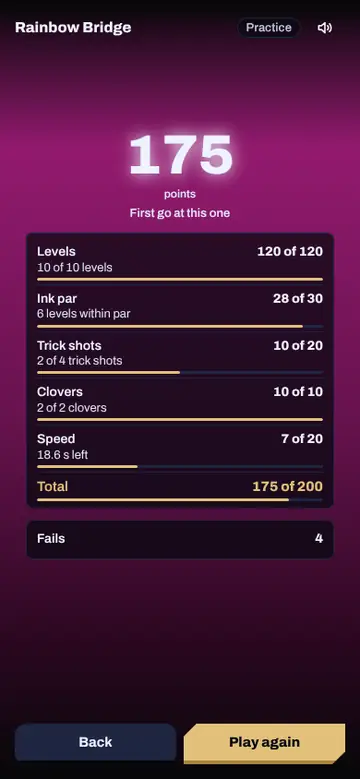 Rainbow Bridge
Practice
175
points
First go at this one
Levels 120 of 120
10 of 10 levels
Ink par 28 of 30
6 levels within par
Trick shots 10 of 20
2 of 4 trick shots
Clovers 10 of 10
2 of 2 clovers
Speed 7 of 20
18.6 s left
Total 175 of 200
Fails 4
Back
Play again